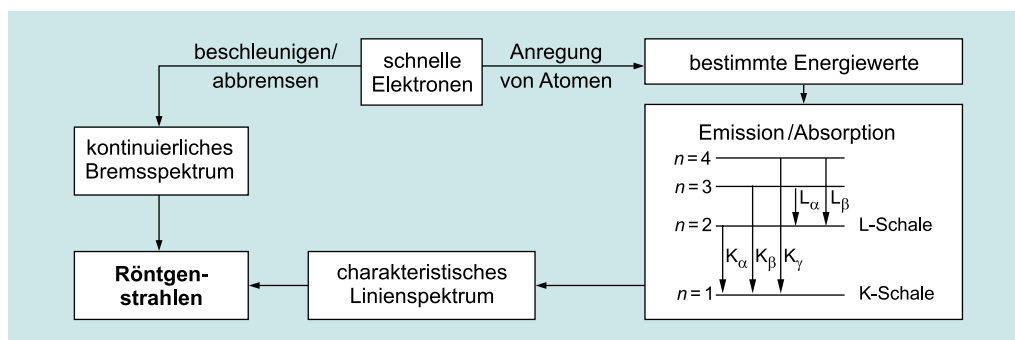 beschleunigen/
abbremsen
schnelle
Elektronen
Anregung
von Atomen
bestimmte Energiewerte
kontinuierliches
Bremsspektrum
Emission/Absorption
n = 4
n = 3
Lα Lβ
n = 2 L-Schale
Kα Kβ Kγ
n = 1 K-Schale
Röntgen-
strahlen
charakteristisches
Linienspektrum